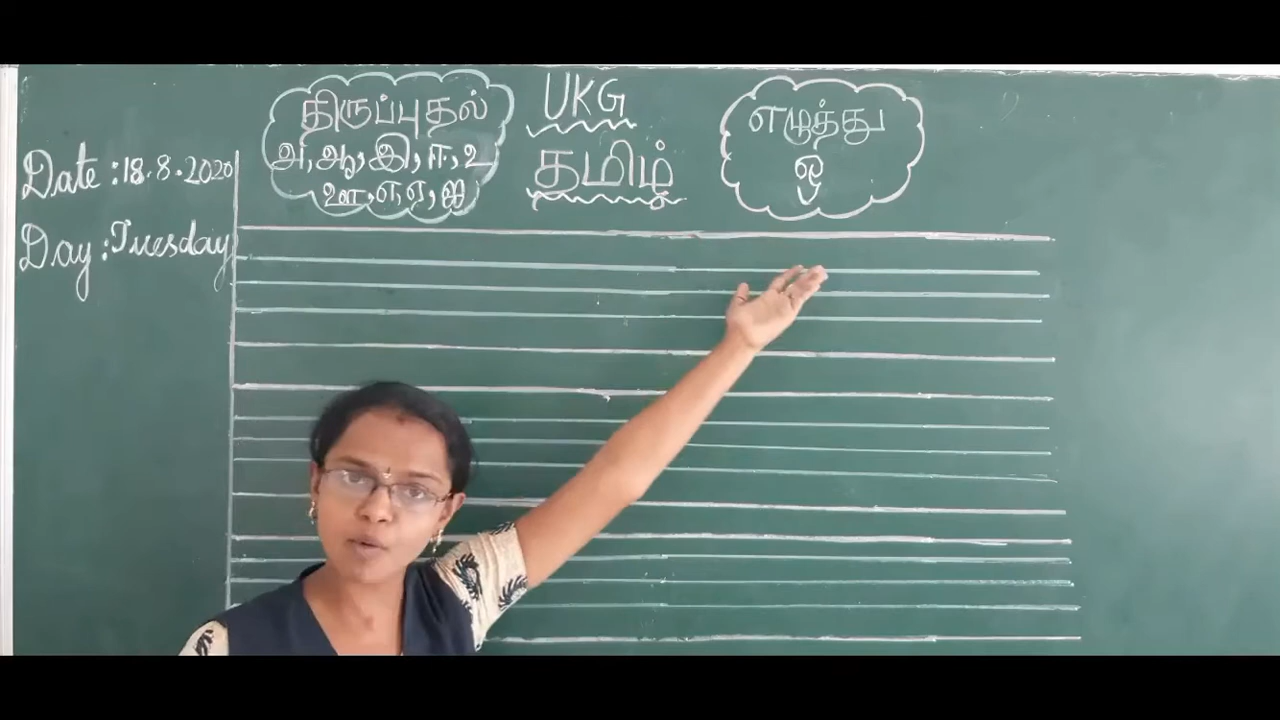 Date : 18.8.2020
Day : Tuesday
திருப்புதல்
அ, ஆ, இ, ஈ, உ
ஊ, எ, ஏ, ஐ
UKG
தமிழ்
எழுத்து
ஒ